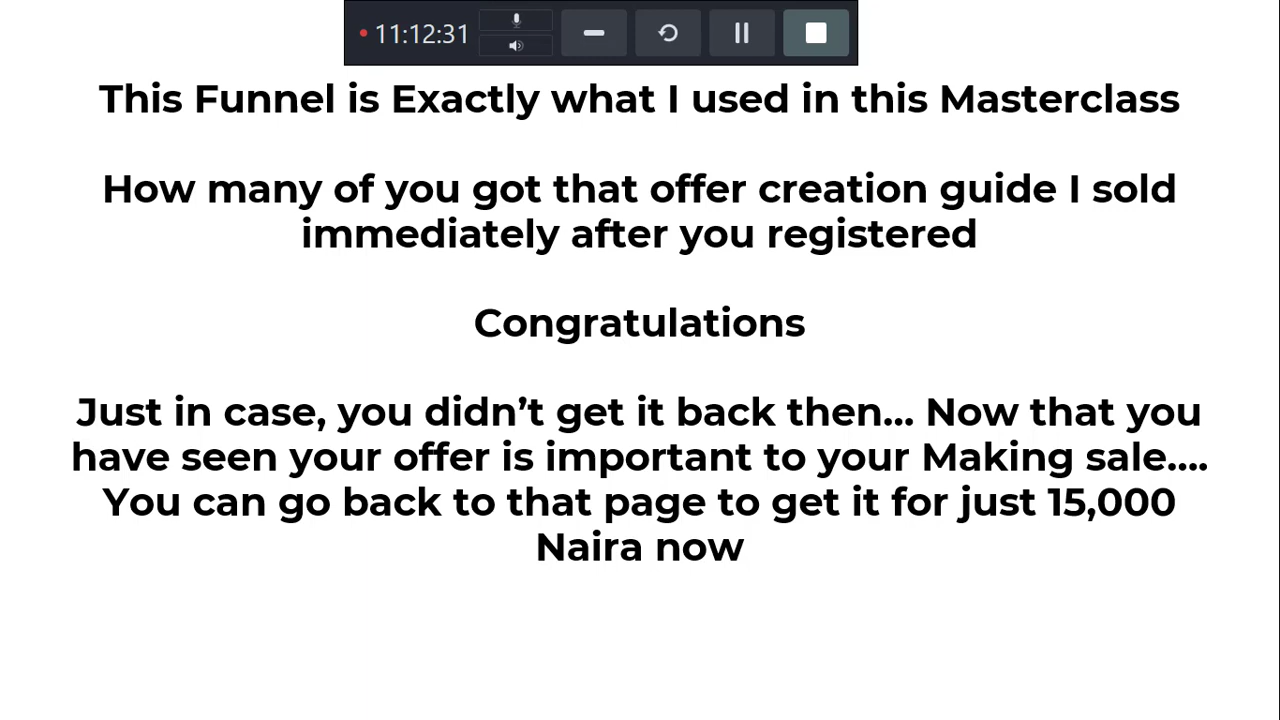 11:12:31
This Funnel is Exactly what I used in this Masterclass
How many of you got that offer creation guide I sold
immediately after you registered
Congratulations
Just in case, you didn’t get it back then... Now that you
have seen your offer is important to your Making sale....
You can go back to that page to get it for just 15,000
Naira now